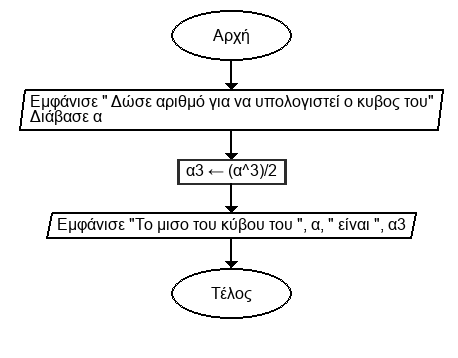 Αρχή
Εμφάνισε " Δώσε αριθμό για να υπολογιστεί ο κυβος του"
Διάβασε α
α3 ← (α^3)/2
Εμφάνισε "Το μισο του κύβου του ", α, " είναι ", α3
Τέλος